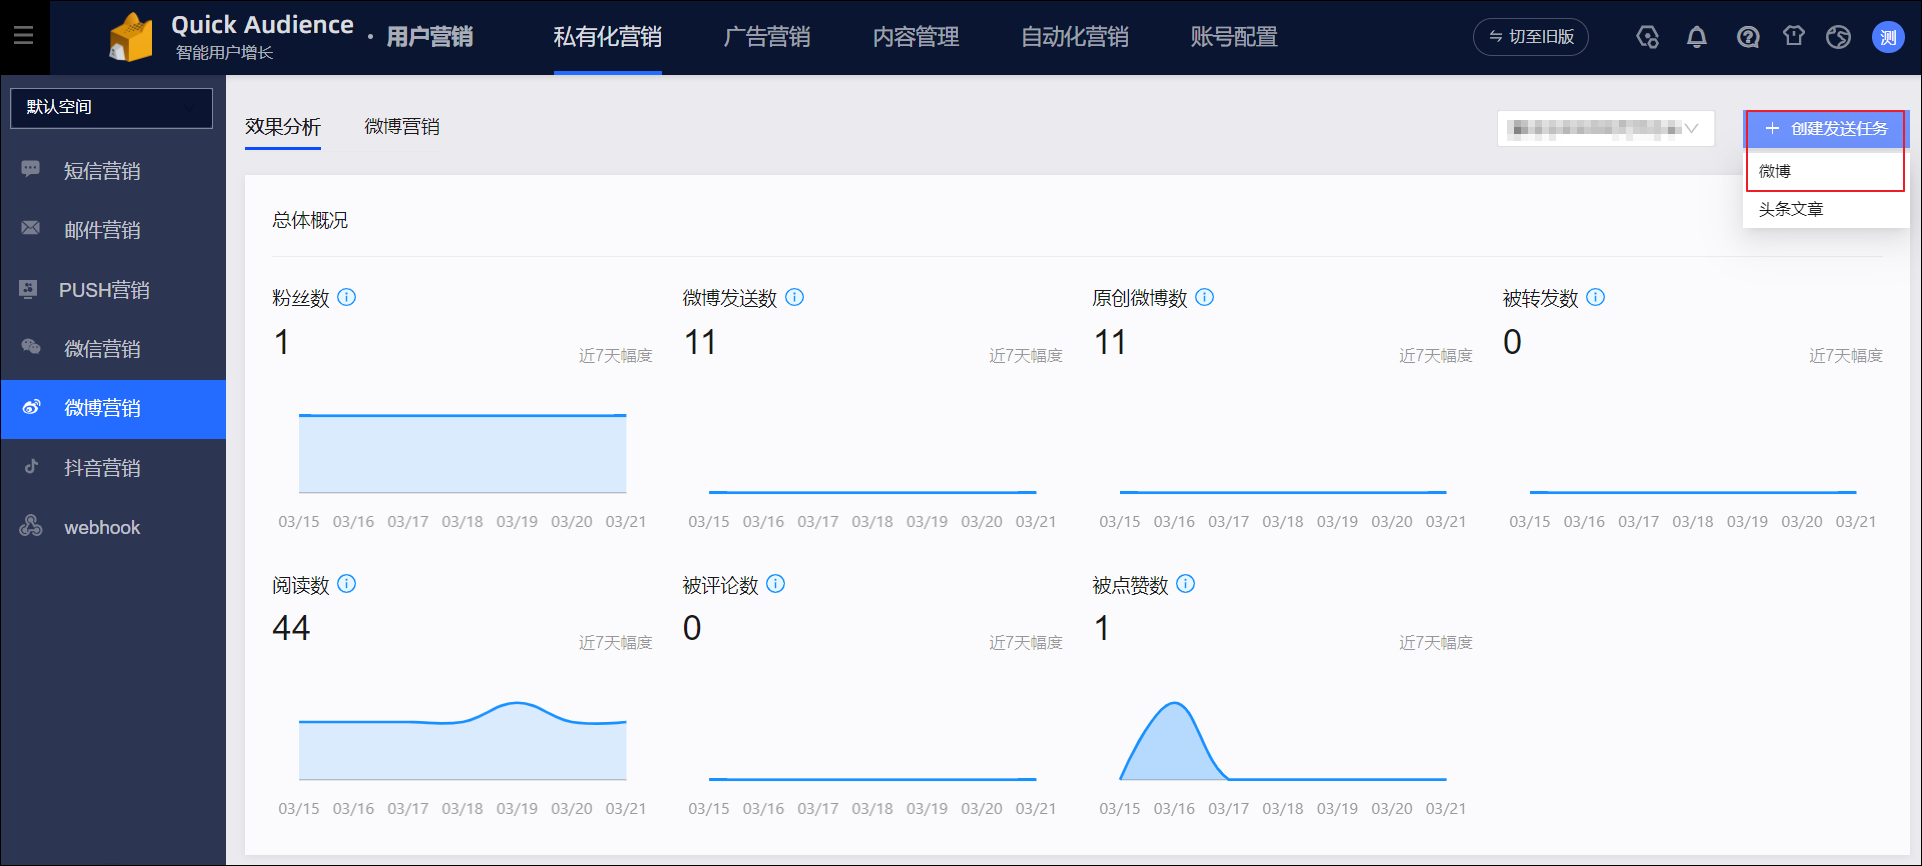 Quick Audience
智能用户增长
· 用户营销
私有化营销
广告营销
内容管理
自动化营销
账号配置
切至旧版
测
默认空间
短信营销
邮件营销
PUSH营销
微信营销
微博营销
抖音营销
webhook
效果分析
微博营销
+ 创建发送任务
微博
头条文章
总体概况
粉丝数
1
近7天幅度
03/15 03/16 03/17 03/18 03/19 03/20 03/21
微博发送数
11
近7天幅度
03/15 03/16 03/17 03/18 03/19 03/20 03/21
原创微博数
11
近7天幅度
03/15 03/16 03/17 03/18 03/19 03/20 03/21
被转发数
0
近7天幅度
03/15 03/16 03/17 03/18 03/19 03/20 03/21
阅读数
44
近7天幅度
03/15 03/16 03/17 03/18 03/19 03/20 03/21
被评论数
0
近7天幅度
03/15 03/16 03/17 03/18 03/19 03/20 03/21
被点赞数
1
近7天幅度
03/15 03/16 03/17 03/18 03/19 03/20 03/21